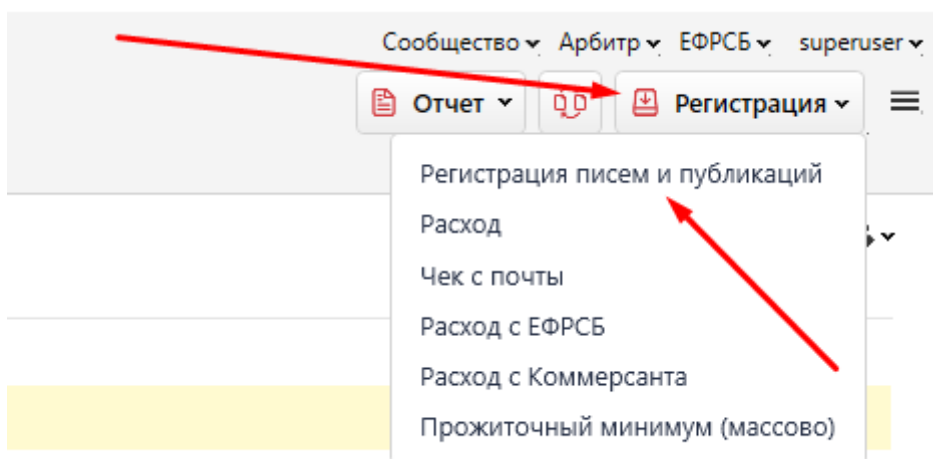 Сообщество Арбитр ЕФРСБ superuser
Отчет Регистрация
Регистрация писем и публикаций
Расход
Чек с почты
Расход с ЕФРСБ
Расход с Коммерсанта
Прожиточный минимум (массово)